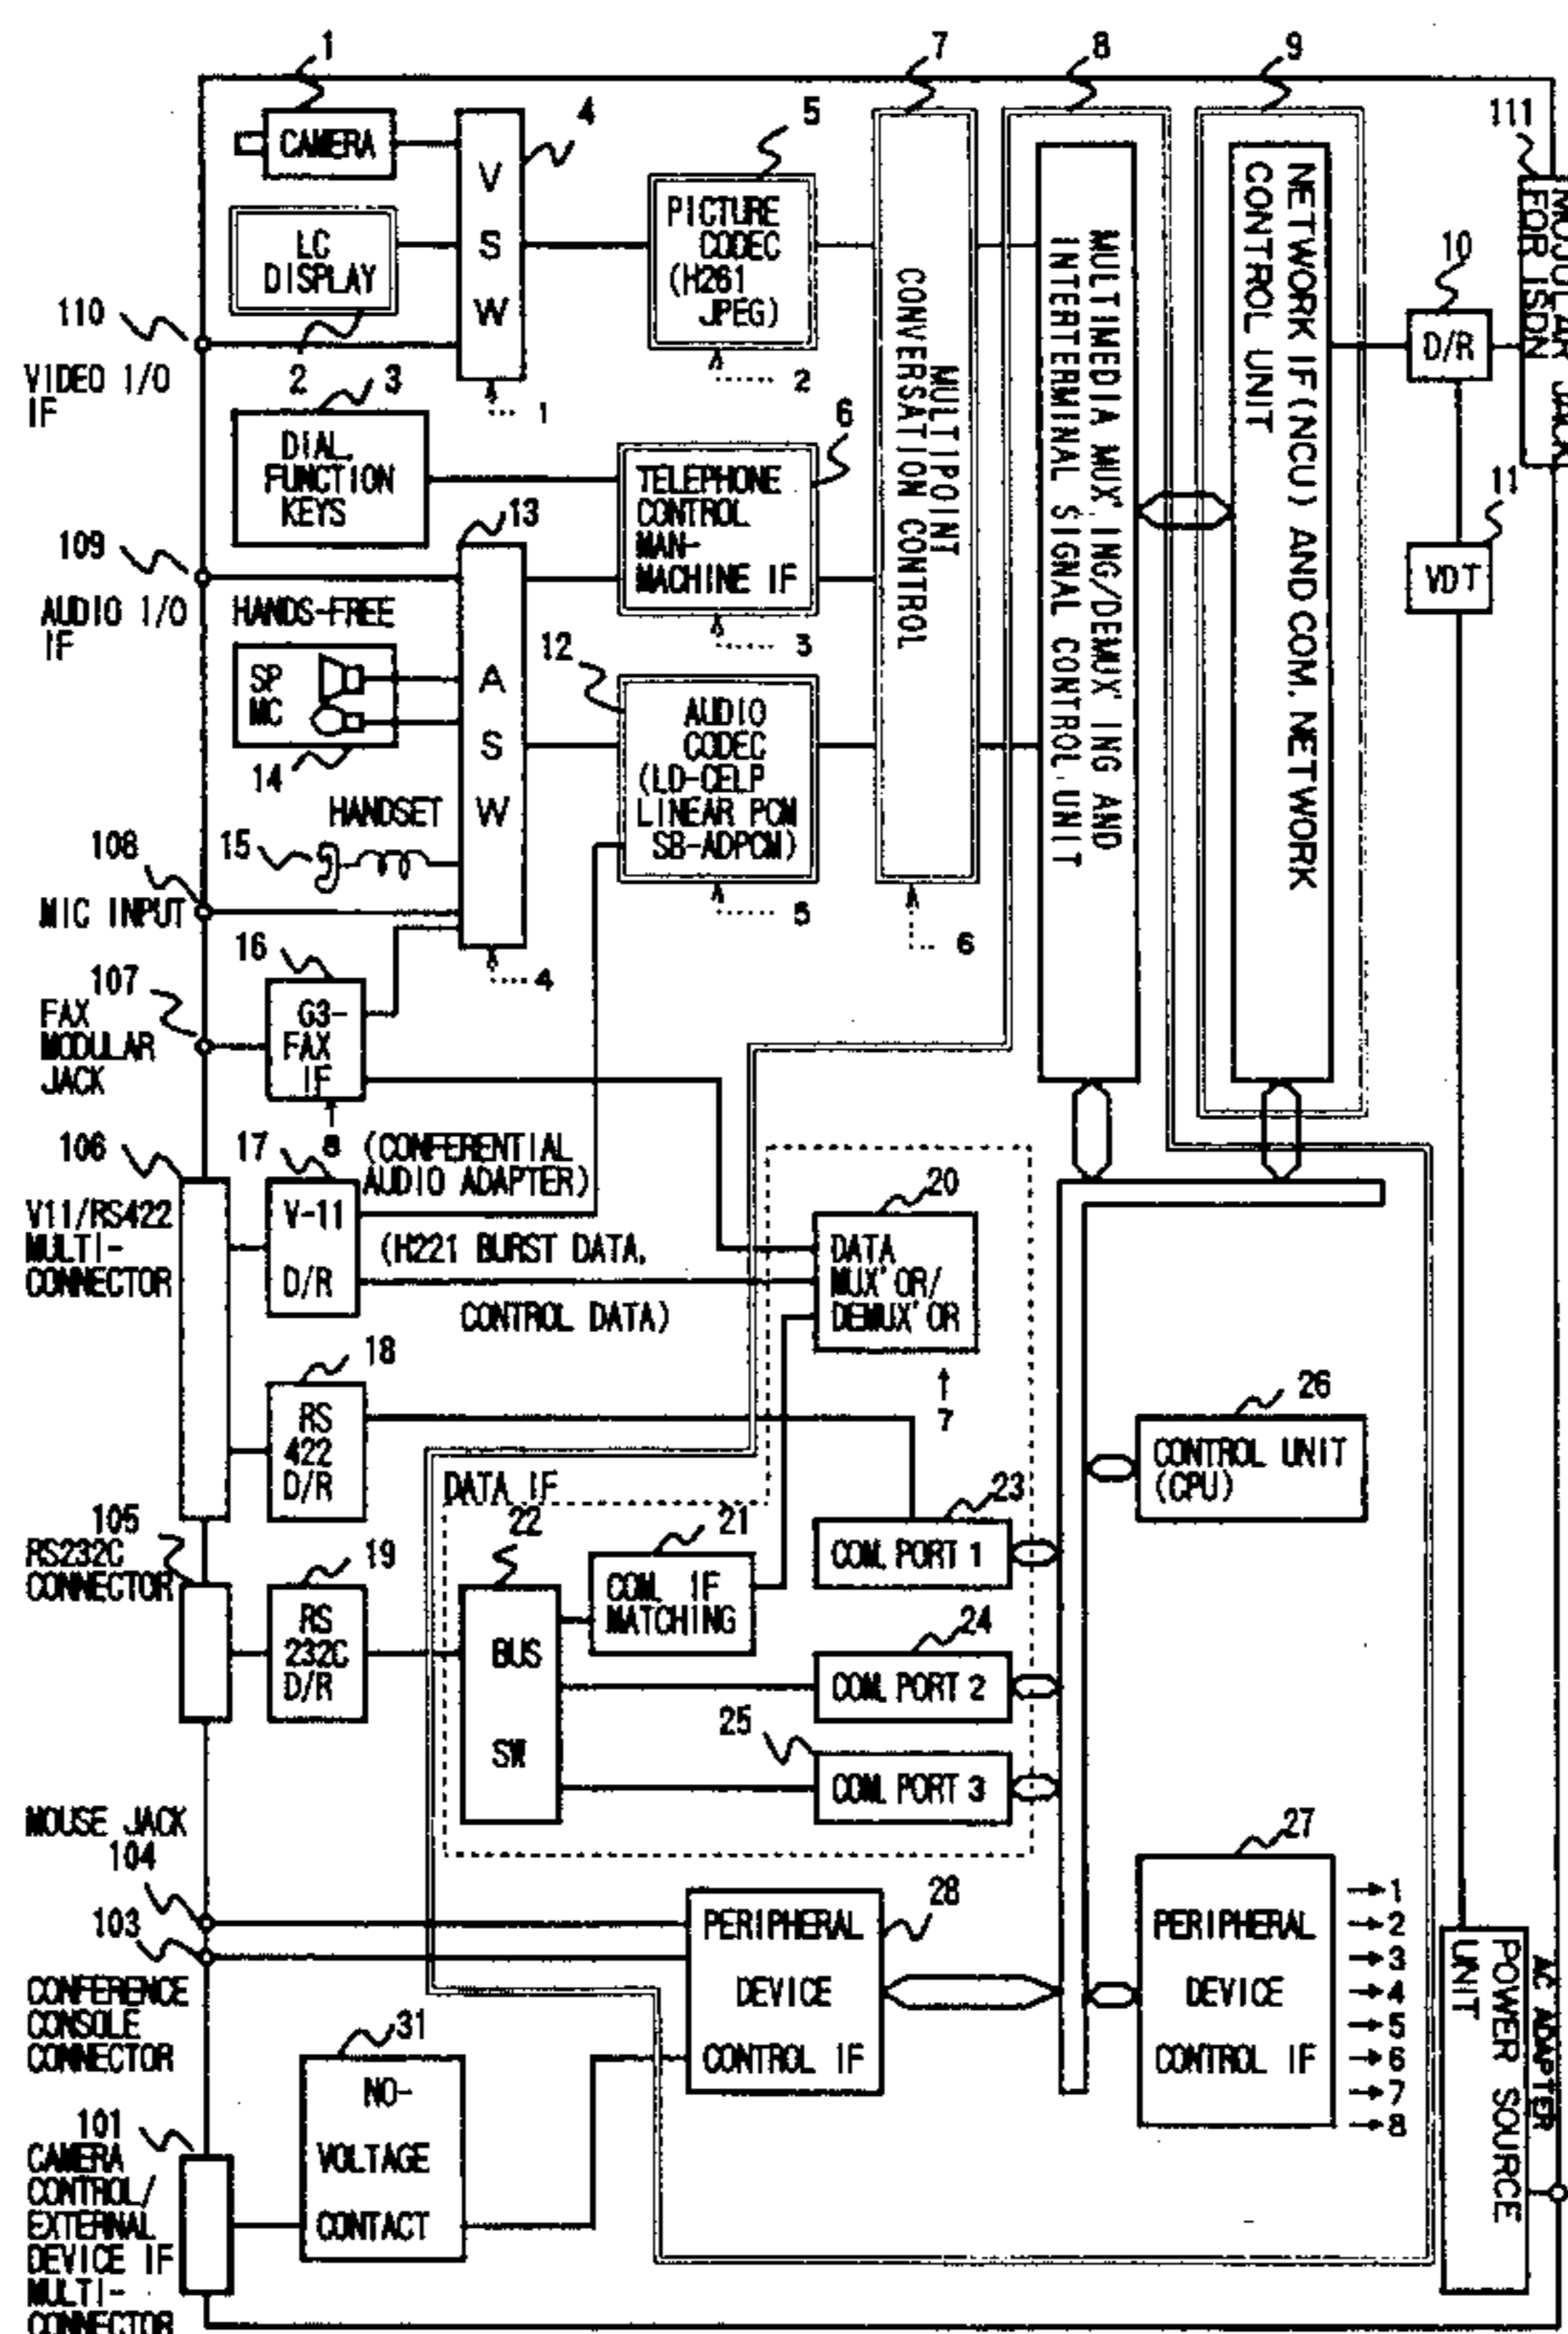 1
7
8
9
CAMERA
4
5
111
V
S
W
LC
DISPLAY
PICTURE
CODEC
(H261
JPEG)
MULTIPOINT
CONVERSATION CONTROL
MULTIMEDIA MUX'ING/DEMUX'ING AND
INTERTERMINAL SIGNAL CONTROL UNIT
NETWORK IF(NCU) AND COM. NETWORK
CONTROL UNIT
10
D/R
MODULAR JACK
FOR ISDN
110
VIDEO I/O
IF
2
3
1
2
DIAL.
FUNCTION
KEYS
6
TELEPHONE
CONTROL
MAN-
MACHINE IF
11
VDT
109
AUDIO I/O
IF
13
HANDS-FREE
SP
MC
14
A
S
W
3
12
AUDIO
CODEC
(LD-CELP
LINEAR PCM
SB-ADPCM)
HANDSET
15
108
MIC INPUT
5
6
4
16
107
FAX
MODULAR
JACK
G3-
FAX
IF
8
(CONFERENTIAL
AUDIO ADAPTER)
106
V11/RS422
MULTI-
CONNECTOR
17
V-11
D/R
(H221 BURST DATA,
CONTROL DATA)
20
DATA
MUX'OR/
DEMUX'OR
7
18
RS
422
D/R
26
CONTROL UNIT
(CPU)
DATA IF
105
RS232C
CONNECTOR
19
RS
232C
D/R
22
BUS
SW
21
COM. IF
MATCHING
23
COM. PORT 1
24
COM. PORT 2
25
COM. PORT 3
MOUSE JACK
104
103
CONFERENCE
CONSOLE
CONNECTOR
28
PERIPHERAL
DEVICE
CONTROL IF
27
PERIPHERAL
DEVICE
CONTROL IF
1
2
3
4
5
6
7
8
AC ADAPTER
POWER SOURCE
UNIT
31
NO-
VOLTAGE
CONTACT
101
CAMERA
CONTROL/
EXTERNAL
DEVICE IF
MULTI-
CONNECTOR